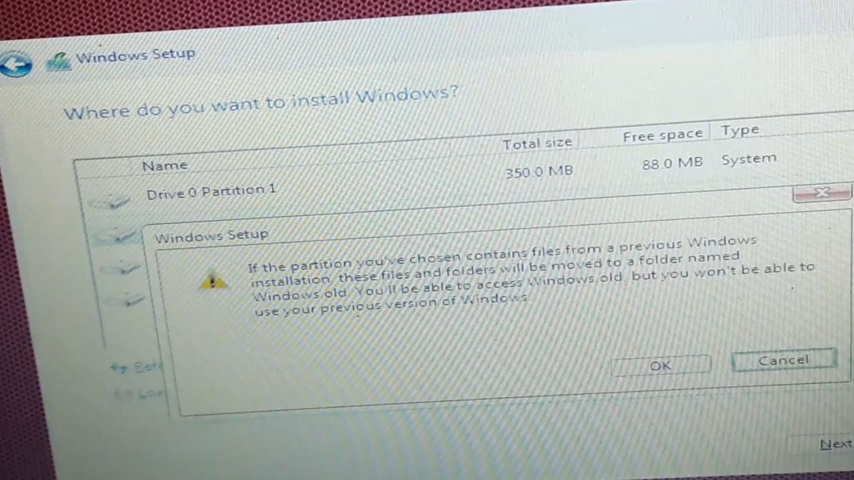 Windows Setup
Where do you want to install Windows?
Name Total size Free space Type
Drive 0 Partition 1 350.0 MB 88.0 MB System
Windows Setup
If the partition you've chosen contains files from a previous Windows
installation, these files and folders will be moved to a folder named
Windows.old. You'll be able to access Windows.old, but you won't be able to
use your previous version of Windows.
OK Cancel
Next